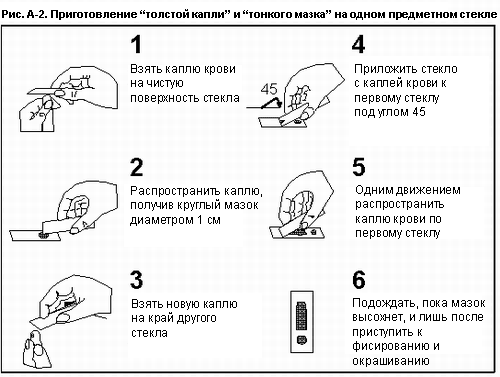 Рис. А-2. Приготовление “толстой капли” и “тонкого мазка” на одном предметном стекле
1
Взять каплю крови
на чистую
поверхность стекла
2
Распространить каплю,
получив круглый мазок
диаметром 1 см
3
Взять новую каплю
на край другого
стекла
4
45
Приложить стекло
с каплей крови к
первому стеклу
под углом 45
5
Одним движением
распространить
каплю крови по
первому стеклу
6
Подождать, пока мазок
высохнет, и лишь после
приступить к
фисированию и
окрашиванию